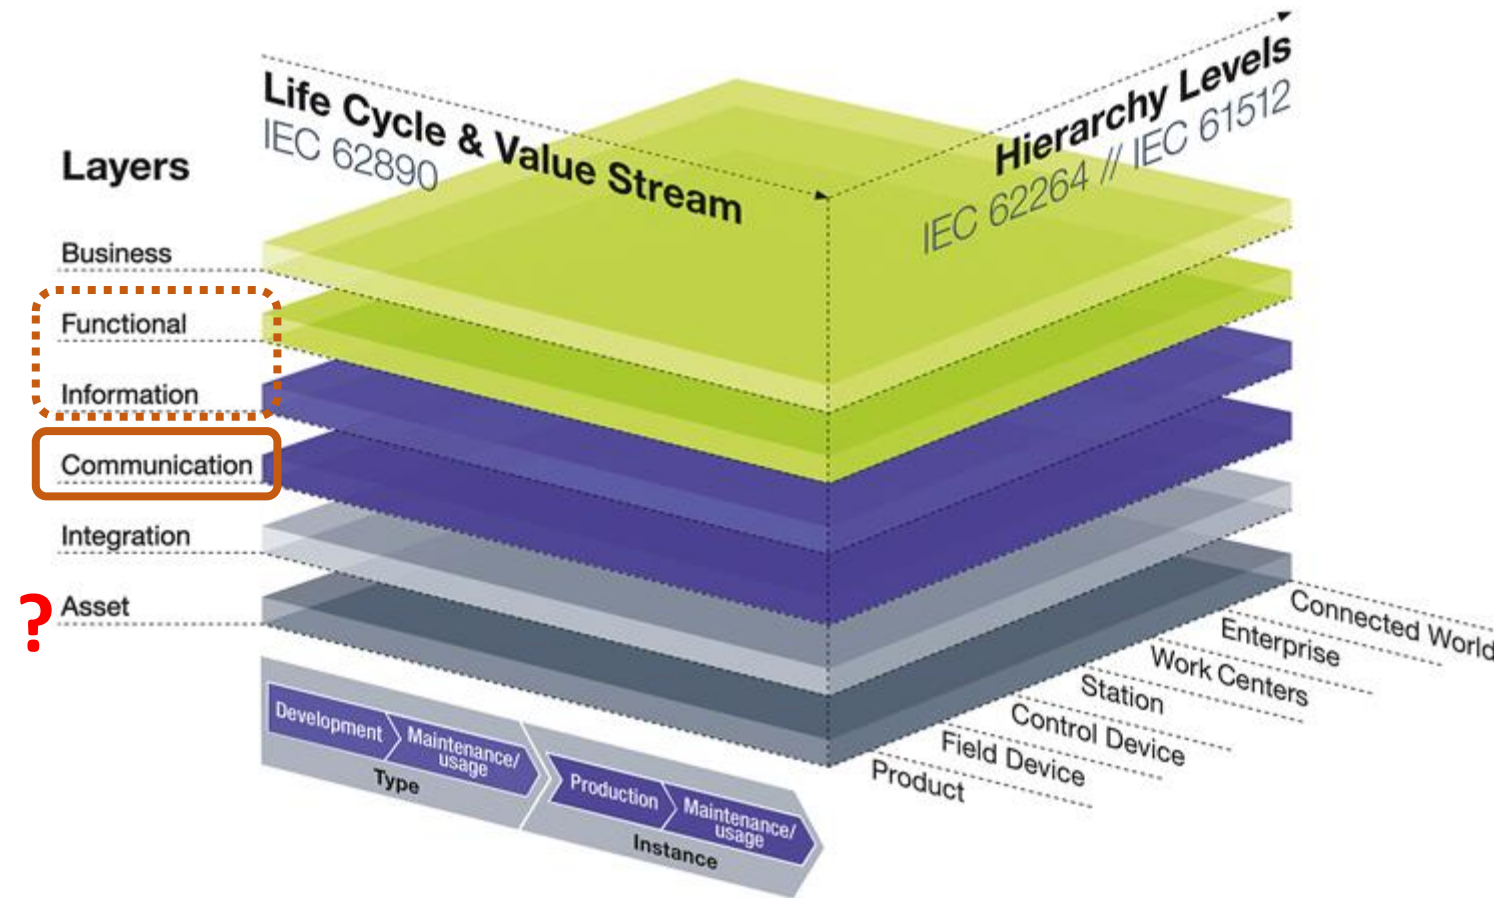 Life Cycle & Value Stream
IEC 62890
Hierarchy Levels
IEC 62264 // IEC 61512
Layers
Business
Functional
Information
Communication
Integration
? Asset
Connected World
Enterprise
Work Centers
Station
Control Device
Field Device
Product
Development
Maintenance/
usage
Type
Production
Maintenance/
usage
Instance